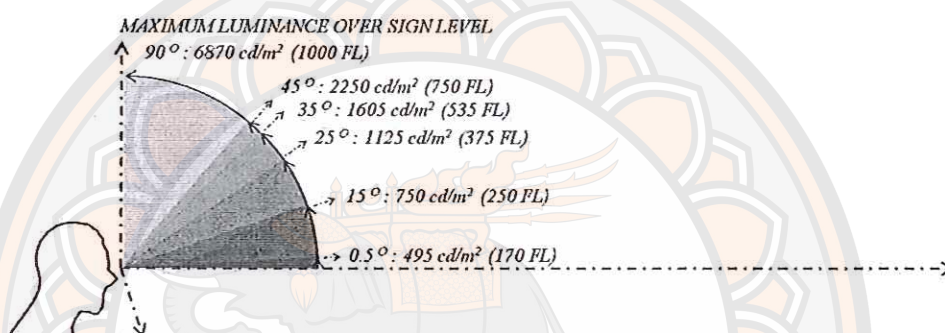 MAXIMUM LUMINANCE OVER SIGN LEVEL
90° : 6870 cd/m² (1000 FL)
45° : 2250 cd/m² (750 FL)
35° : 1605 cd/m² (535 FL)
25° : 1125 cd/m² (375 FL)
15° : 750 cd/m² (250 FL)
0.5° : 495 cd/m² (170 FL)